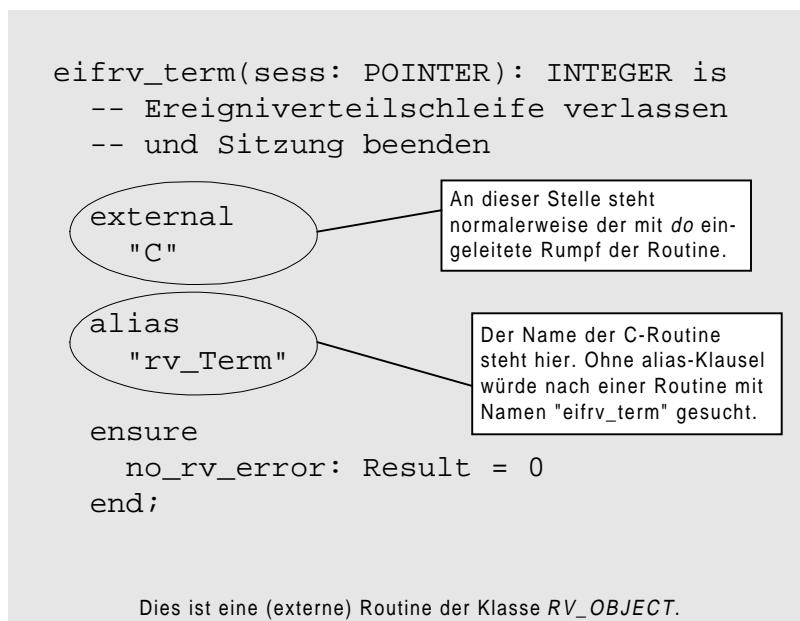 eifrv_term(sess: POINTER): INTEGER is
-- Ereigniverteilschleife verlassen
-- und Sitzung beenden
external
"C"
An dieser Stelle steht
normalerweise der mit do ein-
geleitete Rumpf der Routine.
alias
"rv_Term"
Der Name der C-Routine
steht hier. Ohne alias-Klausel
würde nach einer Routine mit
Namen "eifrv_term" gesucht.
ensure
no_rv_error: Result = 0
end;
Dies ist eine (externe) Routine der Klasse RV_OBJECT.